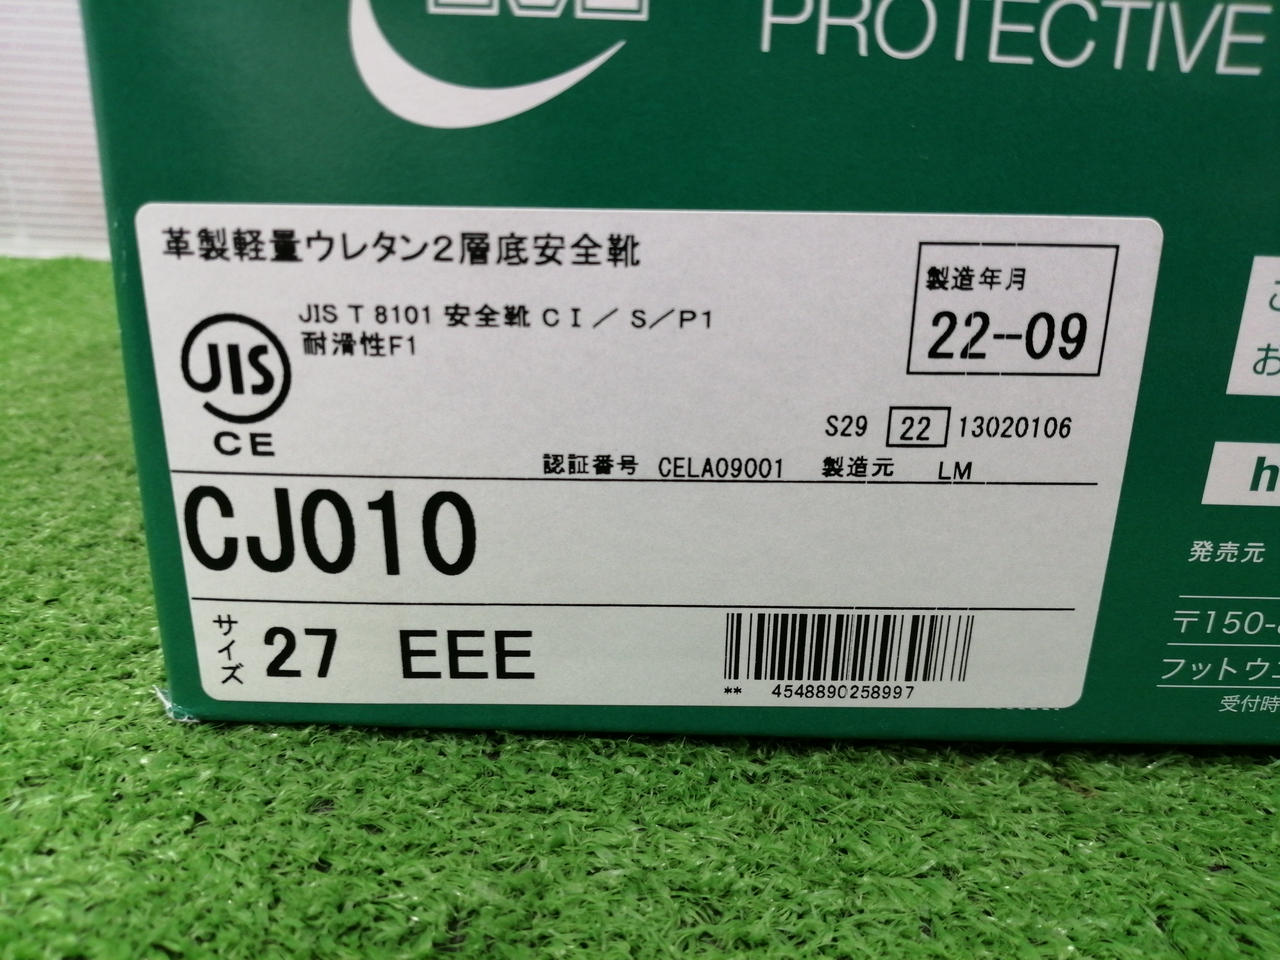 PROTECTIVE
革製軽量ウレタン2層底安全靴
JIS T 8101 安全靴 C I ／ S／P1
耐滑性F1
JIS
CE
製造年月
22-09
S29 22 13020106
認証番号 CELA09001 製造元 LM
CJ010
サイズ 27 EEE
** 4548890258997
お
h
発売元
〒150-
フットウ
受付時